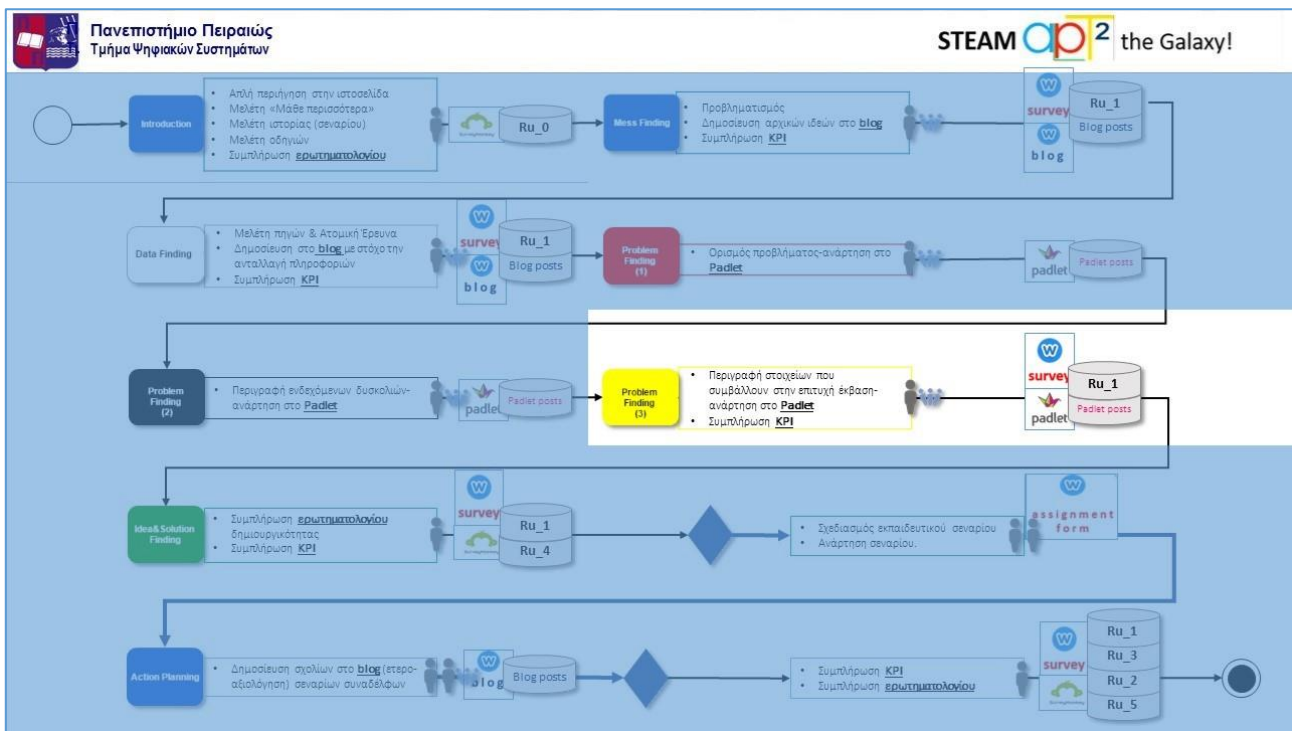 Πανεπιστήμιο Πειραιώς
Τμήμα Ψηφιακών Συστημάτων
STEAM apT2 the Galaxy!
Introduction
• Απλή περιήγηση στην ιστοσελίδα
• Μελέτη «Μάθε περισσότερα»
• Μελέτη ιστορίας (σεναρίου)
• Μελέτη οδηγιών
• Συμπλήρωση ερωτηματολογίου
Ru_0
Mess Finding
• Προβληματισμός
• Δημοσίευση αρχικών ιδεών στο blog
• Συμπλήρωση KPI
survey
blog
Ru_1
Blog posts
Data Finding
• Μελέτη πηγών & Ατομική Έρευνα
• Δημοσίευση στο blog με στόχο την
ανταλλαγή πληροφοριών
• Συμπλήρωση KPI
survey
blog
Ru_1
Blog posts
Problem
Finding
(1)
• Ορισμός προβλήματος-ανάρτηση στο
Padlet
padlet
Padlet posts
Problem
Finding
(2)
• Περιγραφή ενδεχόμενων δυσκολιών-
ανάρτηση στο Padlet
padlet
Padlet posts
Problem
Finding
(3)
• Περιγραφή στοιχείων που
συμβάλλουν στην επιτυχή έκβαση-
ανάρτηση στο Padlet
• Συμπλήρωση KPI
survey
padlet
Ru_1
Padlet posts
Idea&Solution
Finding
• Συμπλήρωση ερωτηματολογίου
δημιουργικότητας
• Συμπλήρωση KPI
survey
Ru_1
Ru_4
• Σχεδιασμός εκπαιδευτικού σεναρίου
• Ανάρτηση σεναρίου.
assignment
form
Action Planning
• Δημοσίευση σχολίων στο blog (ετερο-
αξιολόγηση) σεναρίων συναδέλφων
blog
Blog posts
• Συμπλήρωση KPI
• Συμπλήρωση ερωτηματολογίου
survey
Ru_1
Ru_3
Ru_2
Ru_5